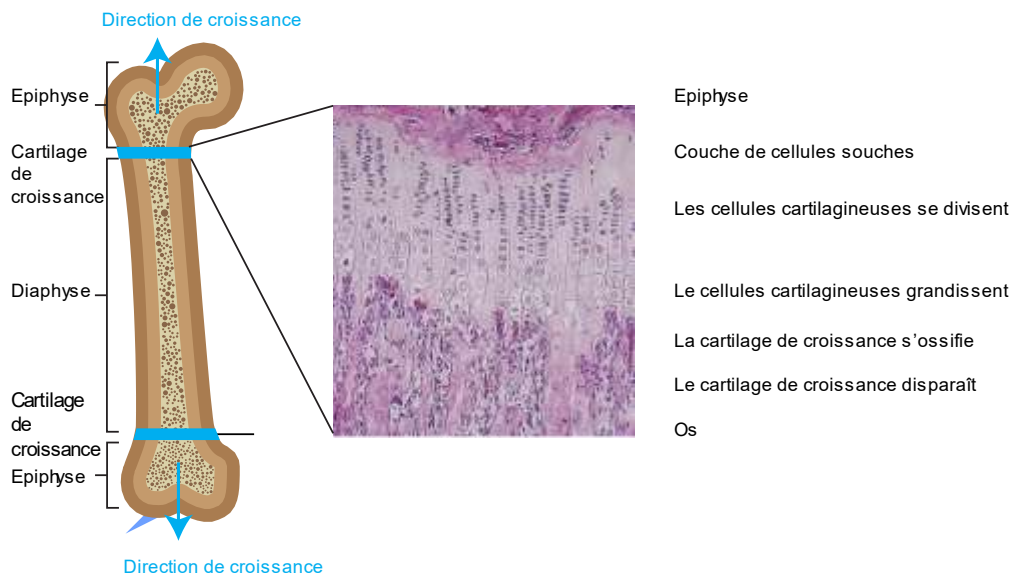 Direction de croissance
Epiphyse
Cartilage
de
croissance
Diaphyse
Cartilage
de
croissance
Epiphyse
Direction de croissance
Epiphyse
Couche de cellules souches
Les cellules cartilagineuses se divisent
Le cellules cartilagineuses grandissent
La cartilage de croissance s’ossifie
Le cartilage de croissance disparaît
Os